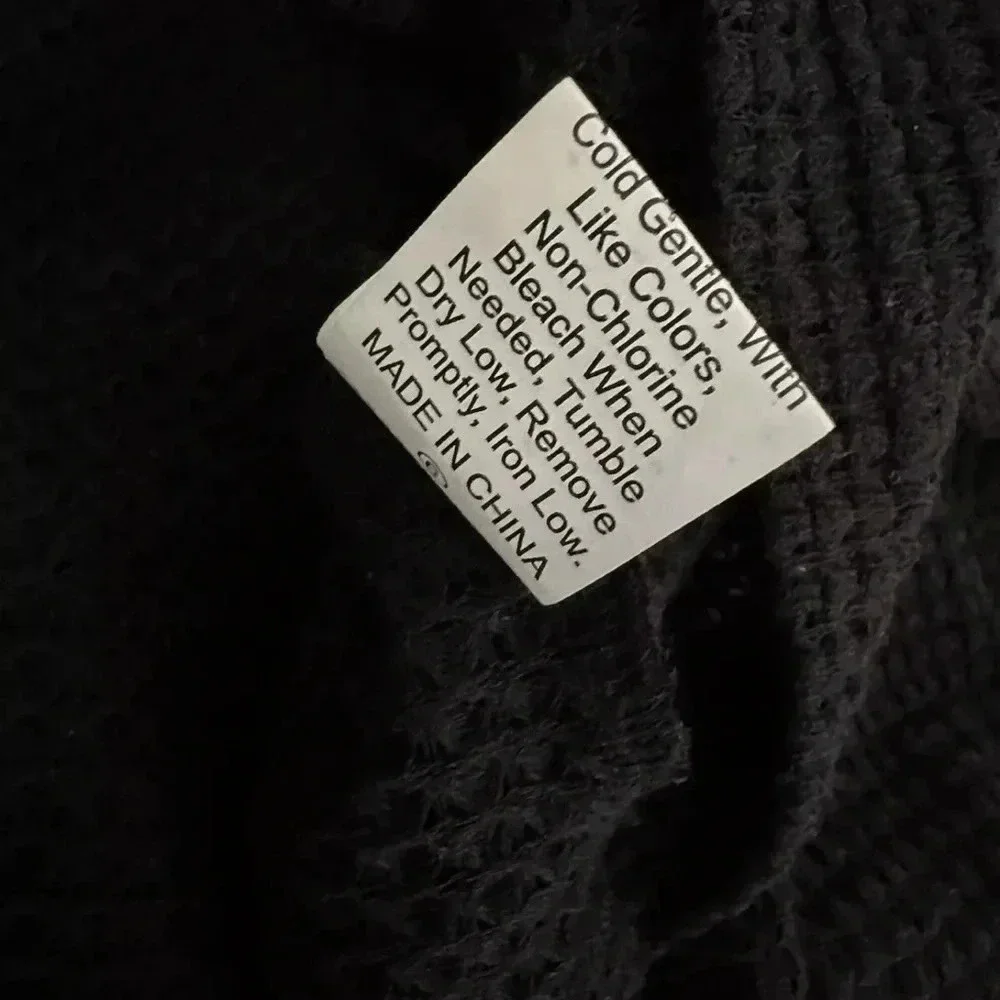 Cold Gentle, With
Like Colors,
Non-Chlorine
Bleach When
Needed, Tumble
Dry Low, Remove
Promptly, Iron Low.
MADE IN CHINA